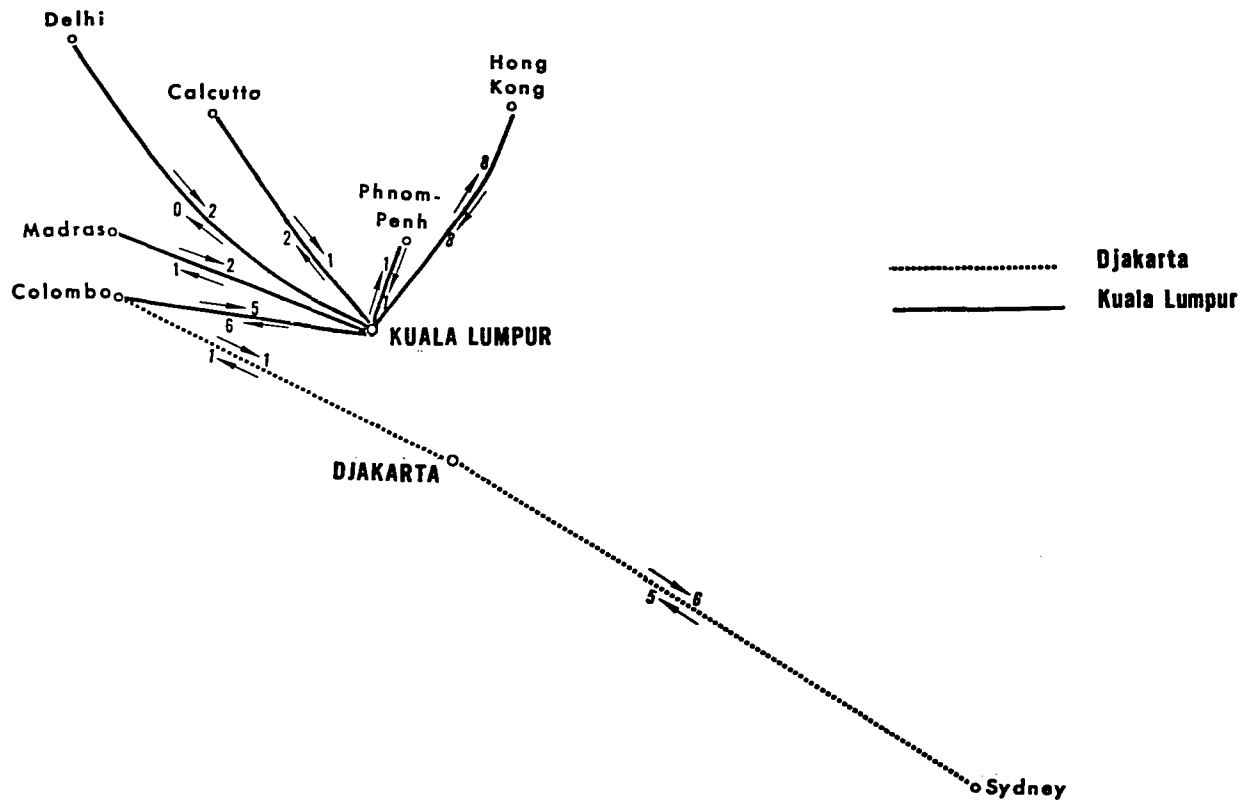 Delhi
Hong
Kong
Calcutta
8
Phnom-
Penh
0 2
2 1
8
Madras
1 2
1
1
Colombo
5
6
KUALA LUMPUR
1 1
DJAKARTA
5 6
Sydney
Djakarta
Kuala Lumpur